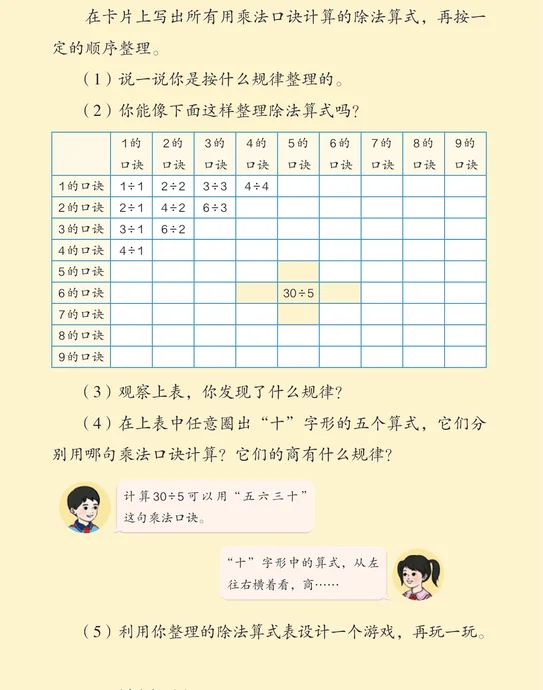 在卡片上写出所有用乘法口诀计算的除法算式，再按一
定的顺序整理。
（1）说一说你是按什么规律整理的。
（2）你能像下面这样整理除法算式吗？
1的口诀 2的口诀 3的口诀 4的口诀 5的口诀 6的口诀 7的口诀 8的口诀 9的口诀
1的口诀 1÷1 2÷2 3÷3 4÷4
2的口诀 2÷1 4÷2 6÷3
3的口诀 3÷1 6÷2
4的口诀 4÷1
5的口诀
6的口诀 30÷5
7的口诀
8的口诀
9的口诀
（3）观察上表，你发现了什么规律？
（4）在上表中任意圈出“十”字形的五个算式，它们分
别用哪句乘法口诀计算？它们的商有什么规律？
计算30÷5可以用“五六三十”
这句乘法口诀。
“十”字形中的算式，从左
往右横着看，商……
（5）利用你整理的除法算式表设计一个游戏，再玩一玩。